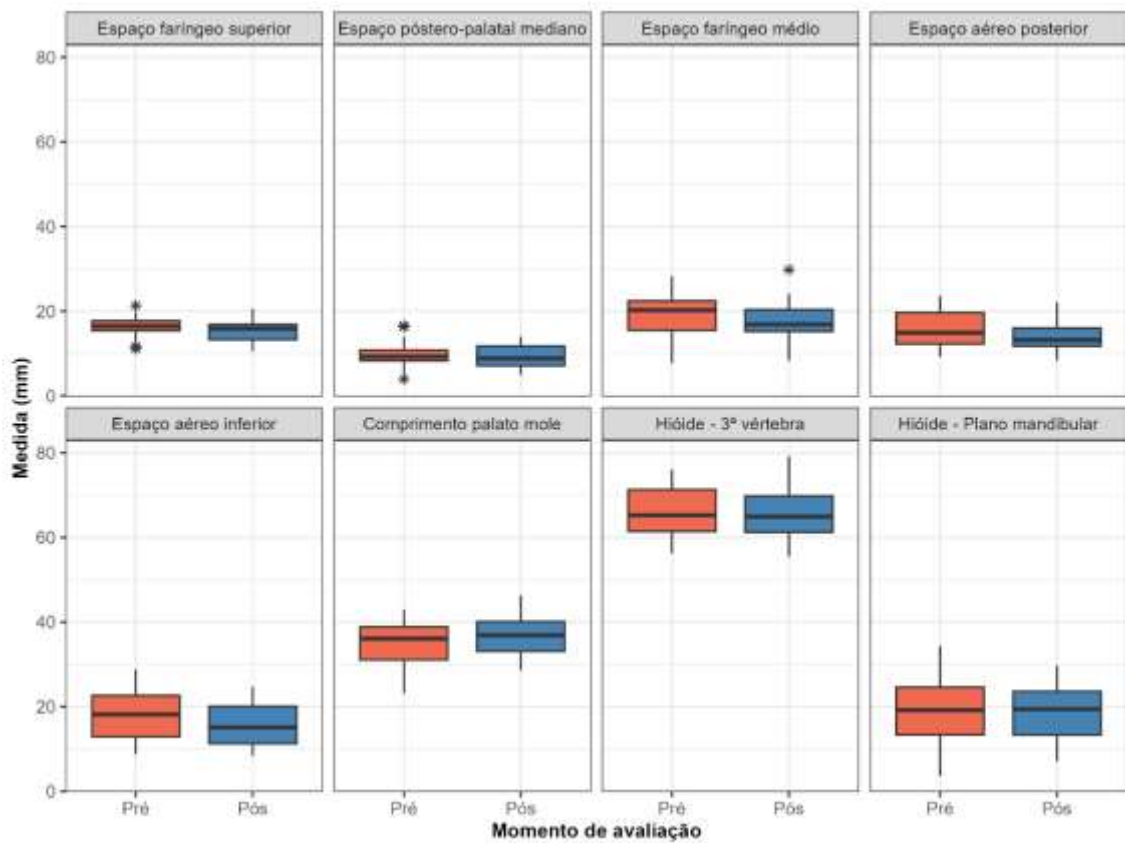 Espaço faríngeo superior
Espaço póstero-palatal mediano
Espaço faríngeo médio
Espaço aéreo posterior
80
60
40
20
0
Espaço aéreo inferior
Comprimento palato mole
Hióide - 3ª vértebra
Hióide - Plano mandibular
80
60
40
20
0
Medida (mm)
Pré Pós Pré Pós Pré Pós Pré Pós
Momento de avaliação